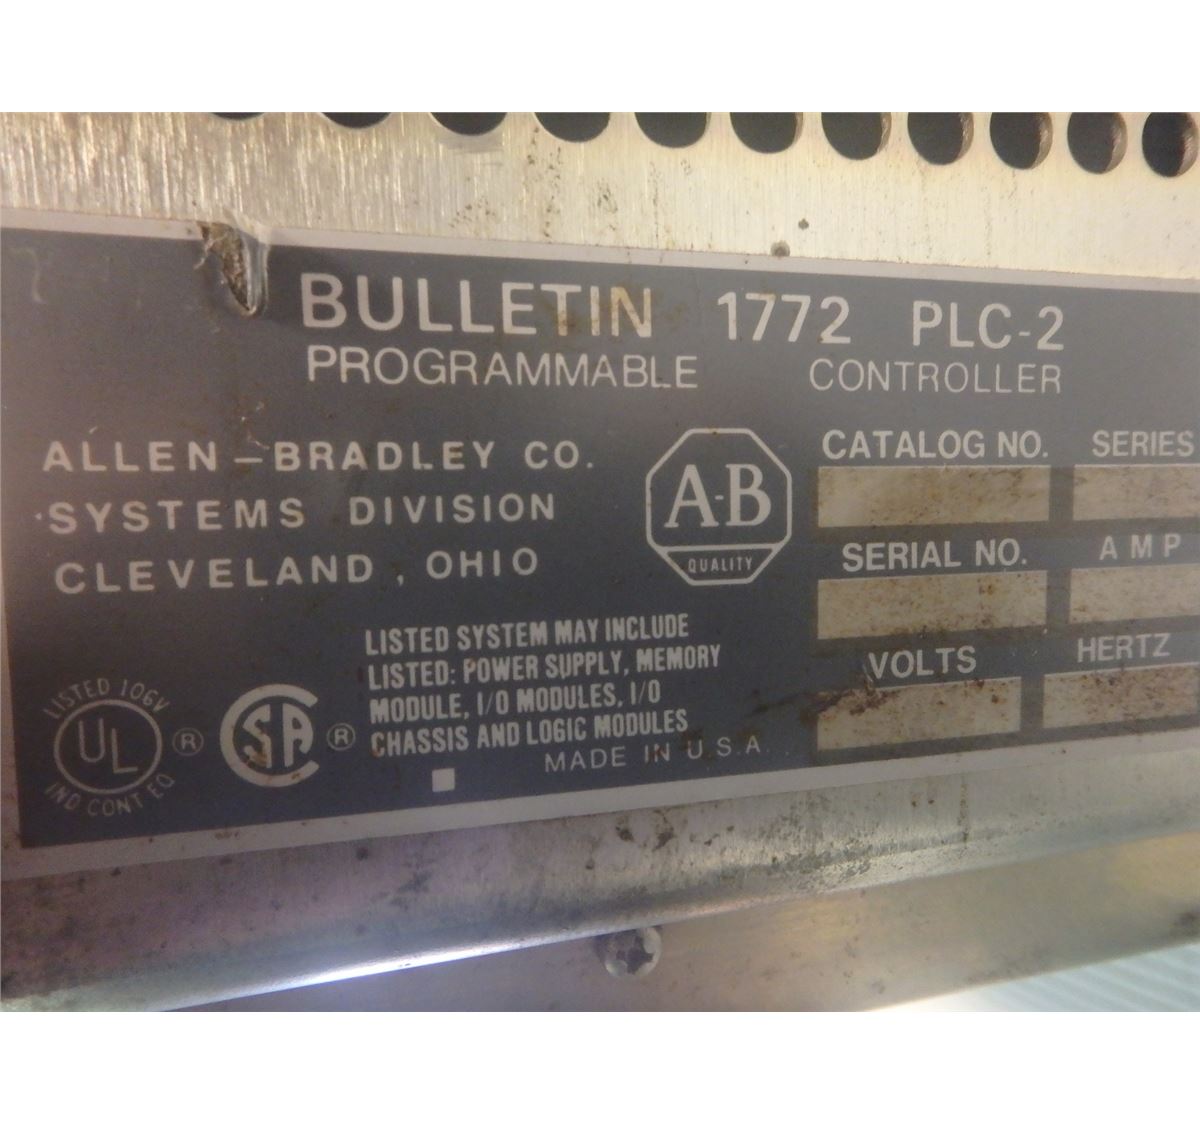 BULLETIN 1772 PLC-2
PROGRAMMABLE CONTROLLER
ALLEN-BRADLEY CO.
SYSTEMS DIVISION
CLEVELAND, OHIO
A-B
QUALITY
CATALOG NO. SERIES
SERIAL NO. AMP
VOLTS HERTZ
LISTED 106V
UL ®
IND CONT EQ
SA ®
LISTED SYSTEM MAY INCLUDE
LISTED: POWER SUPPLY, MEMORY
MODULE, I/O MODULES, I/O
CHASSIS AND LOGIC MODULES
MADE IN U.S.A.